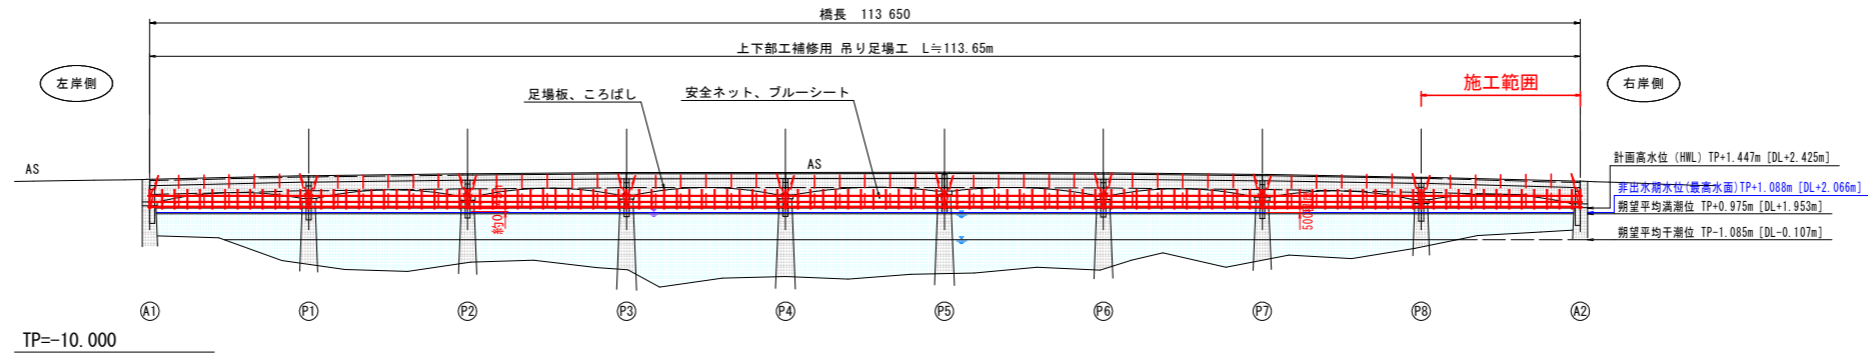 橋長 113 650
上下部工補修用 吊り足場工 L≒113.65m
左岸側
右岸側
施工範囲
足場板、ころばし
安全ネット、ブルーシート
AS
AS
計画高水位 (HWL) TP+1.447m [DL+2.425m]
非出水期水位(最高水面)TP+1.088m [DL+2.066m]
朔望平均満潮位 TP+0.975m [DL+1.953m]
朔望平均干潮位 TP-1.085m [DL-0.107m]
A1
P1
P2
P3
P4
P5
P6
P7
P8
A2
TP=-10.000